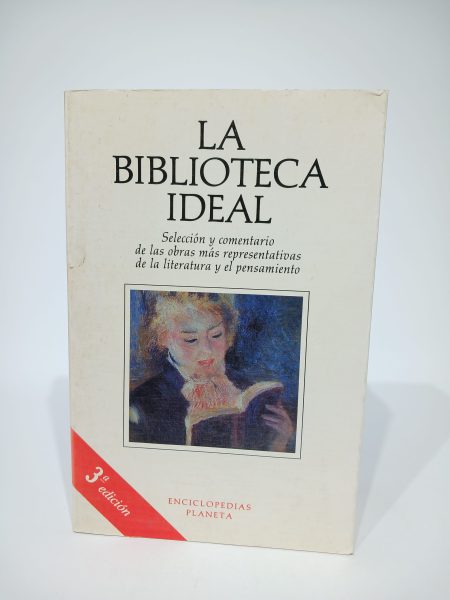 LA
BIBLIOTECA
IDEAL
Selección y comentario
de las obras más representativas
de la literatura y el pensamiento
3ª
edición
ENCICLOPEDIAS
PLANETA